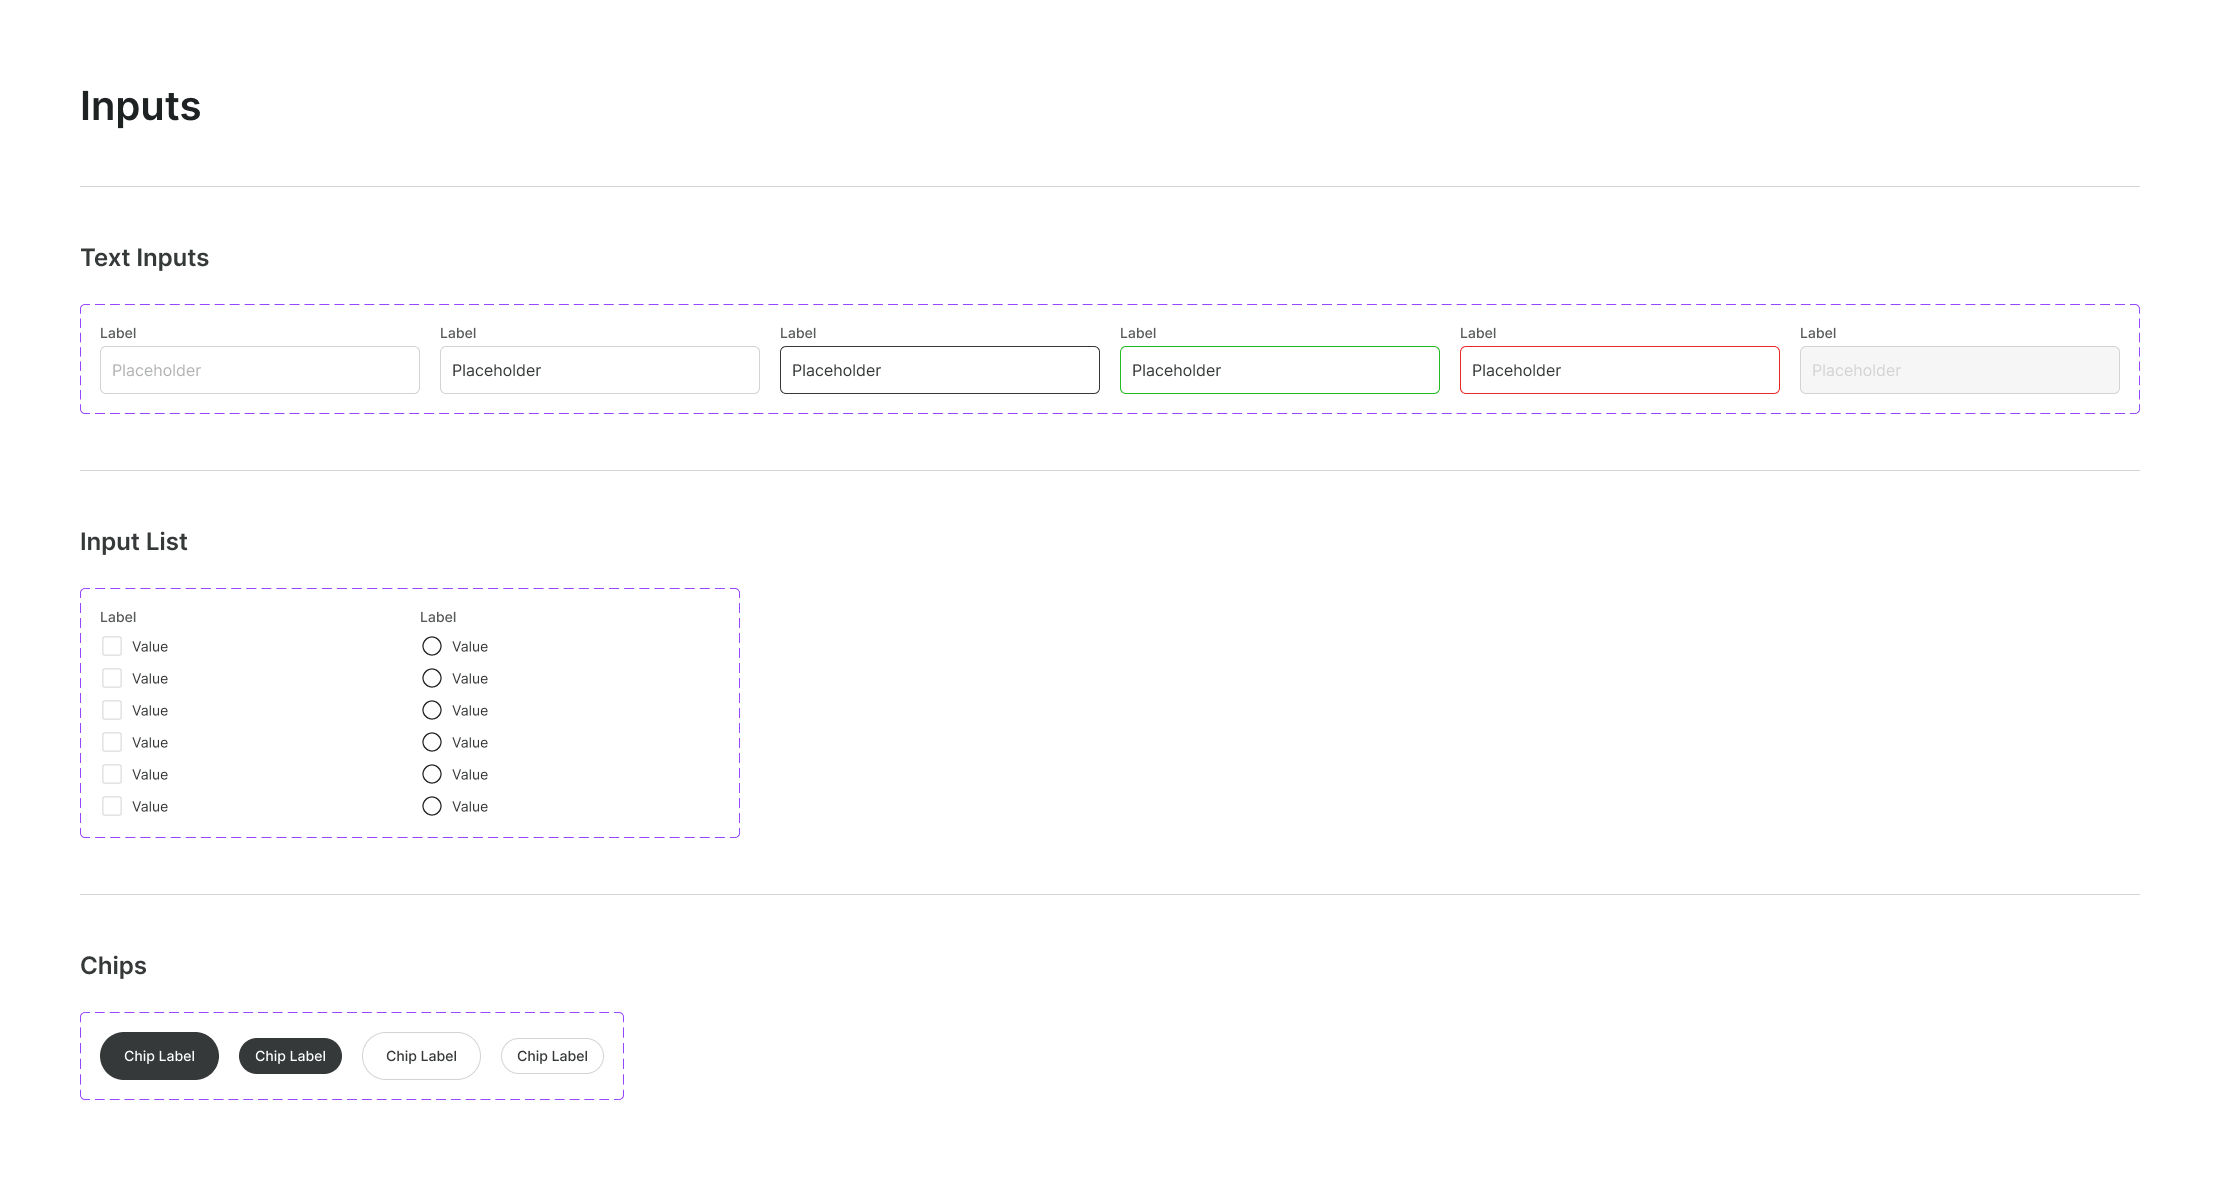 Inputs
Text Inputs
Label Label Label Label Label Label
Placeholder Placeholder Placeholder Placeholder Placeholder Placeholder
Input List
Label Label
Value Value
Value Value
Value Value
Value Value
Value Value
Value Value
Chips
Chip Label Chip Label Chip Label Chip Label